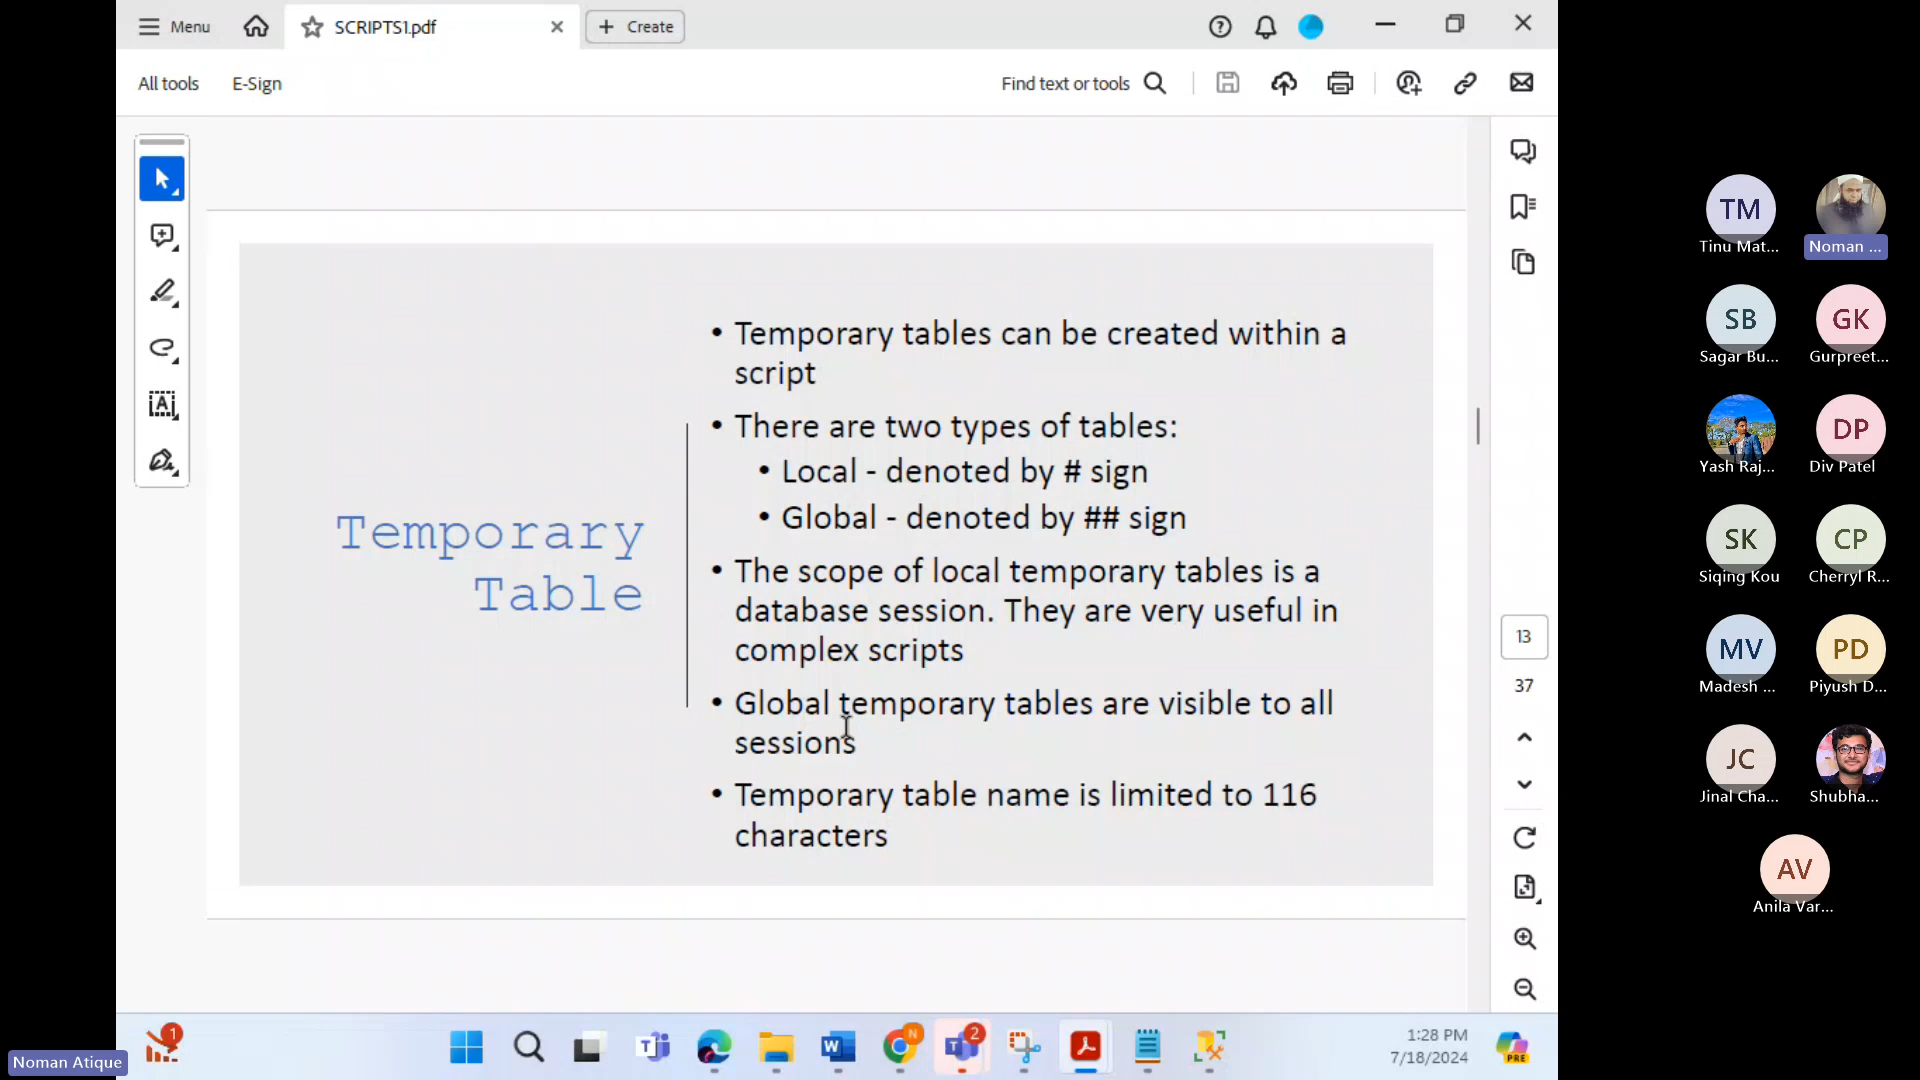 Menu
SCRIPTS1.pdf
Create
All tools
E-Sign
Find text or tools
Temporary
Table
• Temporary tables can be created within a
script
• There are two types of tables:
• Local - denoted by # sign
• Global - denoted by ## sign
• The scope of local temporary tables is a
database session. They are very useful in
complex scripts
• Global temporary tables are visible to all
sessions
• Temporary table name is limited to 116
characters
13
37
TM
Tinu Mat...
Noman ...
SB
Sagar Bu...
GK
Gurpreet...
Yash Raj...
DP
Div Patel
SK
Siqing Kou
CP
Cherryl R...
MV
Madesh ...
PD
Piyush D...
JC
Jinal Cha...
Shubha...
AV
Anila Var...
1
N
2
1:28 PM
7/18/2024
PRE
Noman Atique